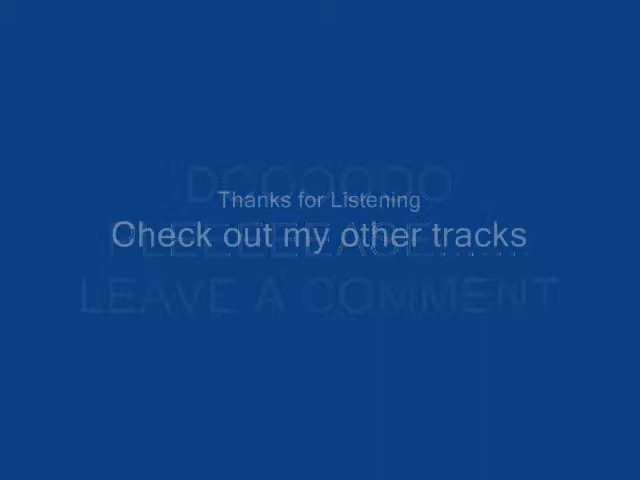 Thanks for Listening
Check out my other tracks
LEAVE A COMMENT